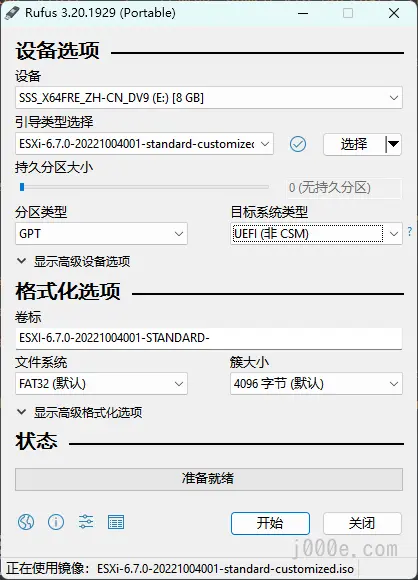 Rufus 3.20.1929 (Portable)
设备选项
设备
SSS_X64FRE_ZH-CN_DV9 (E:) [8 GB]
引导类型选择
ESXi-6.7.0-20221004001-standard-customized
选择
持久分区大小
0 (无持久分区)
分区类型 目标系统类型
GPT UEFI (非 CSM)
?
显示高级设备选项
格式化选项
卷标
ESXI-6.7.0-20221004001-STANDARD-
文件系统 簇大小
FAT32 (默认) 4096 字节 (默认)
显示高级格式化选项
状态
准备就绪
开始 关闭
j000e.com
正在使用镜像：ESXi-6.7.0-20221004001-standard-customized.iso